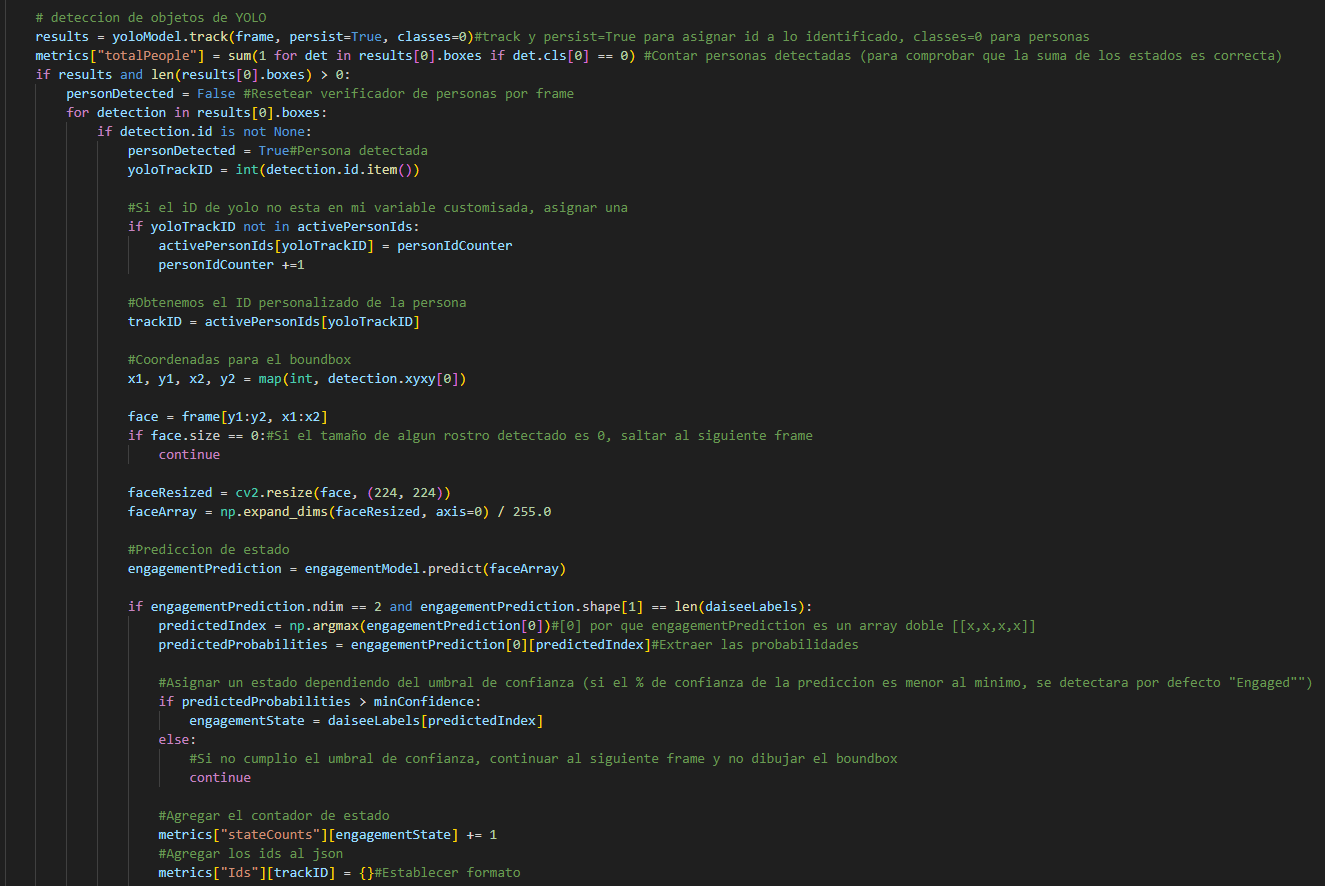 # deteccion de objetos de YOLO
results = yoloModel.track(frame, persist=True, classes=0)#track y persist=True para asignar id a lo identificado, classes=0 para personas
metrics["totalPeople"] = sum(1 for det in results[0].boxes if det.cls[0] == 0) #Contar personas detectadas (para comprobar que la suma de los estados es correcta)
if results and len(results[0].boxes) > 0:
personDetected = False #Resetear verificador de personas por frame
for detection in results[0].boxes:
if detection.id is not None:
personDetected = True#Persona detectada
yoloTrackID = int(detection.id.item())
#Si el iD de yolo no esta en mi variable customisada, asignar una
if yoloTrackID not in activePersonIds:
activePersonIds[yoloTrackID] = personIdCounter
personIdCounter +=1
#Obtenemos el ID personalizado de la persona
trackID = activePersonIds[yoloTrackID]
#Coordenadas para el boundbox
x1, y1, x2, y2 = map(int, detection.xyxy[0])
face = frame[y1:y2, x1:x2]
if face.size == 0:#Si el tamaño de algun rostro detectado es 0, saltar al siguiente frame
continue
faceResized = cv2.resize(face, (224, 224))
faceArray = np.expand_dims(faceResized, axis=0) / 255.0
#Prediccion de estado
engagementPrediction = engagementModel.predict(faceArray)
if engagementPrediction.ndim == 2 and engagementPrediction.shape[1] == len(daiseeLabels):
predictedIndex = np.argmax(engagementPrediction[0])#[0] por que engagementPrediction es un array doble [[x,x,x,x]]
predictedProbabilities = engagementPrediction[0][predictedIndex]#Extraer las probabilidades
#Asignar un estado dependiendo del umbral de confianza (si el % de confianza de la prediccion es menor al minimo, se detectara por defecto "Engaged"")
if predictedProbabilities > minConfidence:
engagementState = daiseeLabels[predictedIndex]
else:
#Si no cumplio el umbral de confianza, continuar al siguiente frame y no dibujar el boundbox
continue
#Agregar el contador de estado
metrics["stateCounts"][engagementState] += 1
#Agregar los ids al json
metrics["Ids"][trackID] = {}#Establecer formato